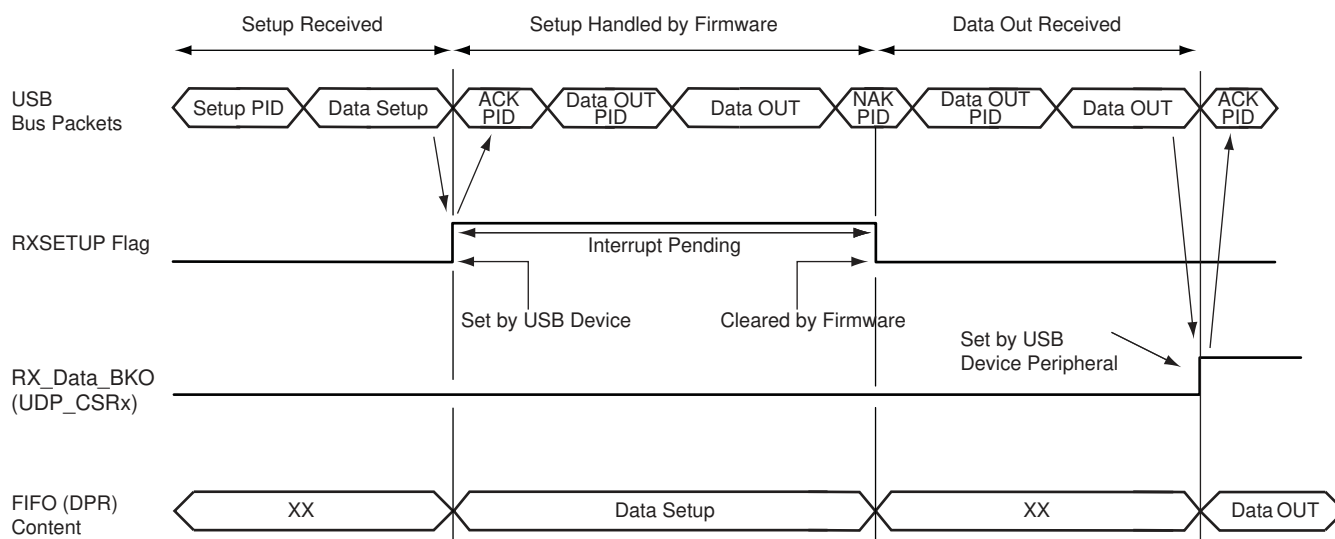 Setup Received
Setup Handled by Firmware
Data Out Received
USB
Bus Packets
Setup PID
Data Setup
ACK
PID
Data OUT
PID
Data OUT
NAK
PID
Data OUT
PID
Data OUT
ACK
PID
RXSETUP Flag
Interrupt Pending
Set by USB Device
Cleared by Firmware
Set by USB
Device Peripheral
RX_Data_BKO
(UDP_CSRx)
FIFO (DPR)
Content
XX
Data Setup
XX
Data OUT